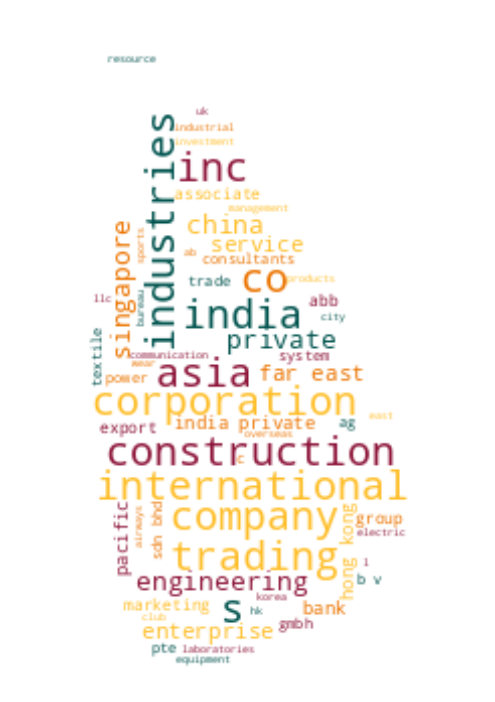 resource
uk
industrial
investment
industries
inc
associate
management
china
service
singapore
sports
ab
consultants
trade
co
products
llc
bureau
india
abb
city
private
textile
communication
system
wear
power
asia
far east
corporation
east
export
india private
ag
overseas
construction
c
international
pacific
airways
sdn bhd
company
hong kong
group
electric
trading
l
b v
engineering
korea
marketing
s
hk
bank
club
gmbh
enterprise
pte
laboratories
equipment